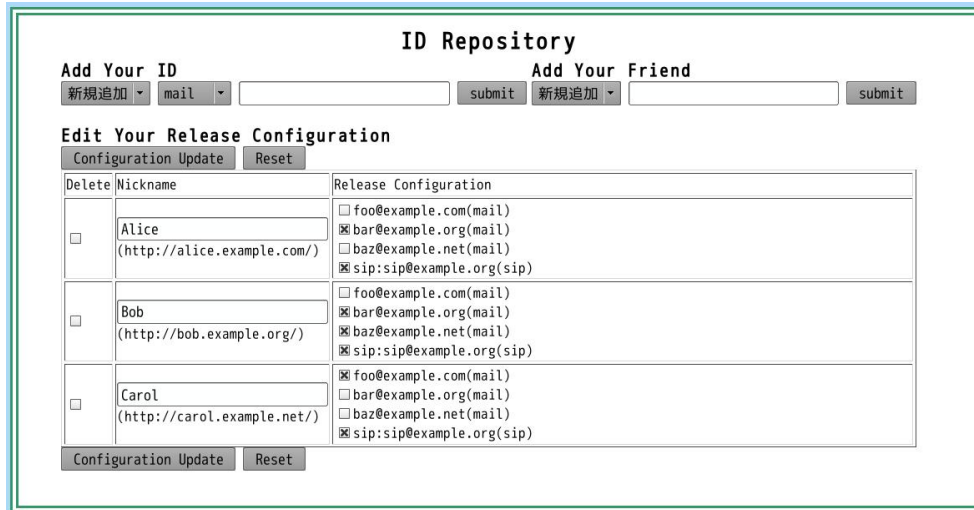 ID Repository
Add Your ID Add Your Friend
新規追加 mail submit 新規追加 submit
Edit Your Release Configuration
Configuration Update Reset
Delete Nickname Release Configuration
Alice
(http://alice.example.com/)
foo@example.com(mail)
bar@example.org(mail)
baz@example.net(mail)
sip:sip@example.org(sip)
Bob
(http://bob.example.org/)
foo@example.com(mail)
bar@example.org(mail)
baz@example.net(mail)
sip:sip@example.org(sip)
Carol
(http://carol.example.net/)
foo@example.com(mail)
bar@example.org(mail)
baz@example.net(mail)
sip:sip@example.org(sip)
Configuration Update Reset